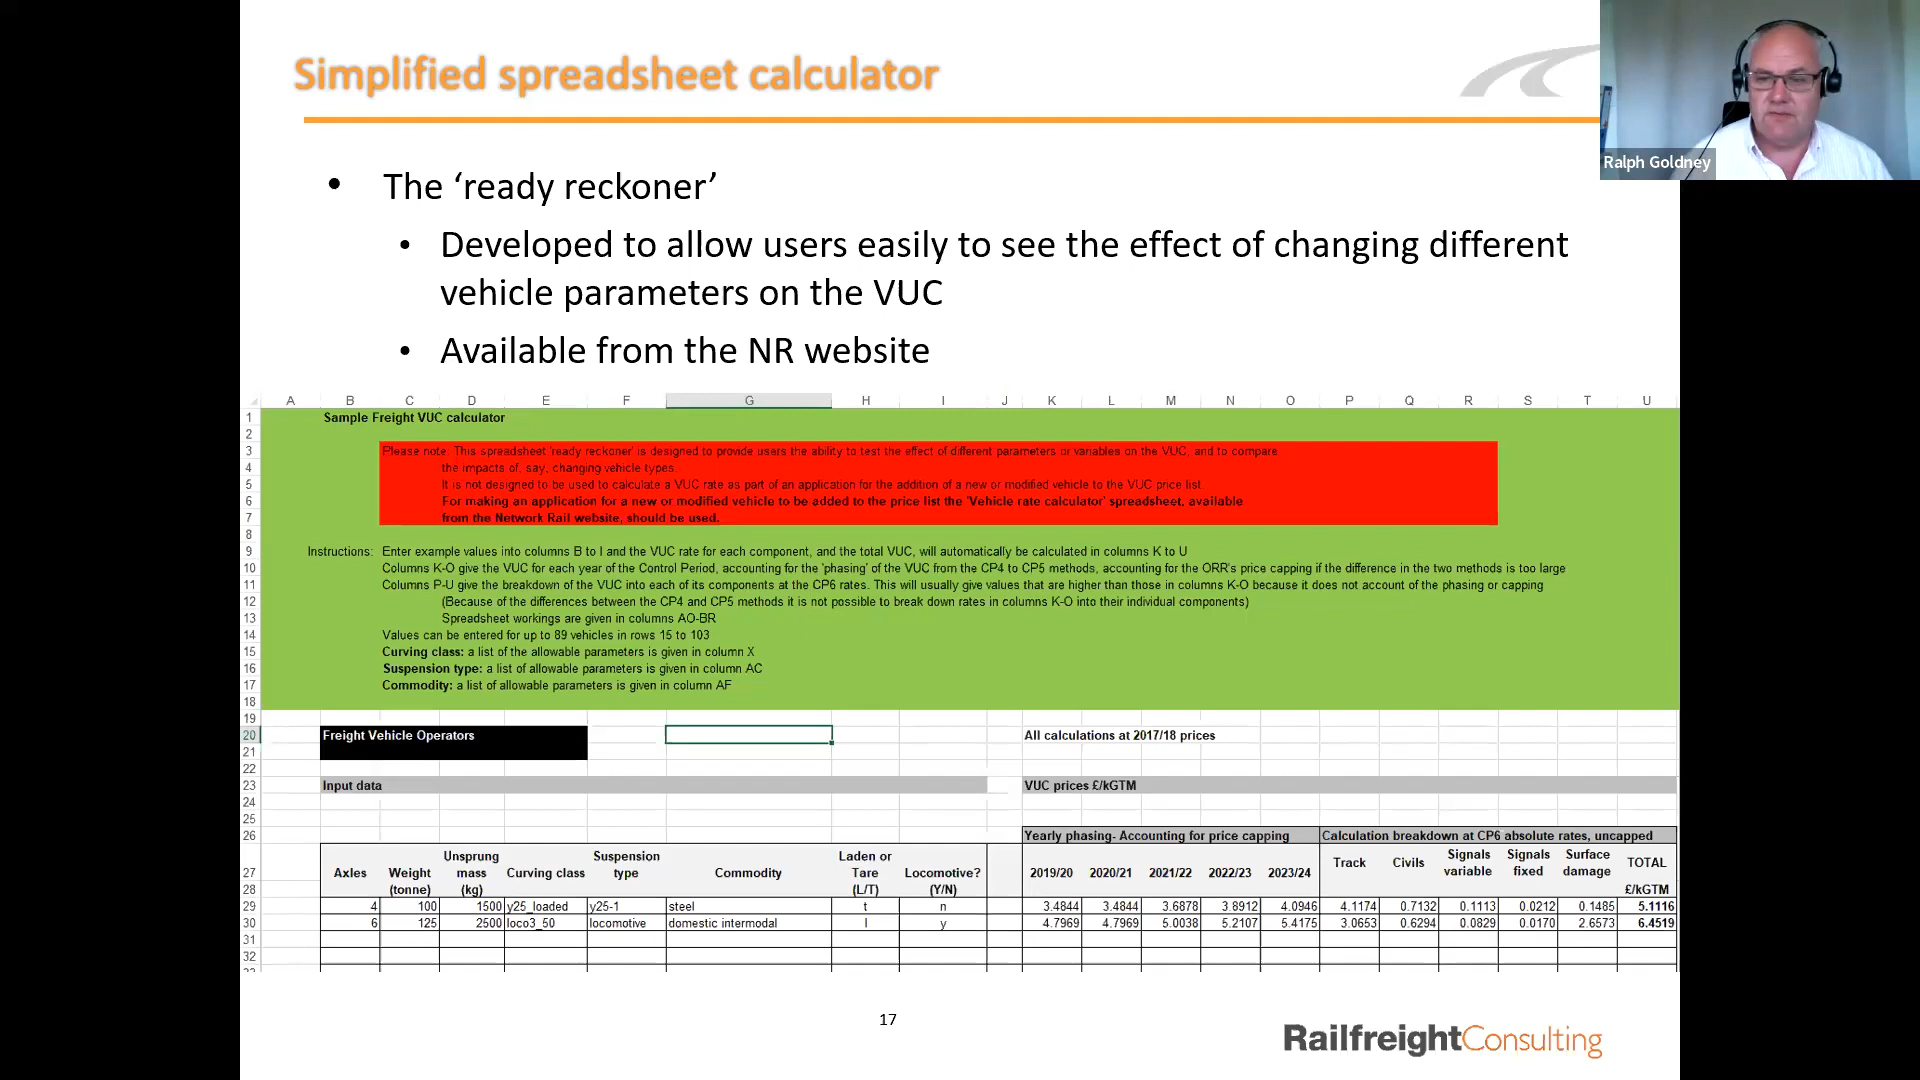 Simplified spreadsheet calculator
Ralph Goldney
• The ‘ready reckoner’
• Developed to allow users easily to see the effect of changing different
vehicle parameters on the VUC
• Available from the NR website
A B C D E F G H I J K L M N O P Q R S T U
1 Sample Freight VUC calculator
2
3 Please note: This spreadsheet 'ready reckoner' is designed to provide users the ability to test the effect of different parameters or variables on the VUC, and to compare
4 the impacts of, say, changing vehicle types.
5 It is not designed to be used to calculate a VUC rate as part of an application for the addition of a new or modified vehicle to the VUC price list
6 For making an application for a new or modified vehicle to be added to the price list the 'Vehicle rate calculator' spreadsheet, available
7 from the Network Rail website, should be used.
8
9 Instructions: Enter example values into columns B to I and the VUC rate for each component, and the total VUC, will automatically be calculated in columns K to U
10 Columns K-O give the VUC for each year of the Control Period, accounting for the 'phasing' of the VUC from the CP4 to CP5 methods, accounting for the ORR's price capping if the difference in the two methods is too large
11 Columns P-U give the breakdown of the VUC into each of its components at the CP6 rates. This will usually give values that are higher than those in columns K-O because it does not account of the phasing or capping
12 (Because of the differences between the CP4 and CP5 methods it is not possible to break down rates in columns K-O into their individual components)
13 Spreadsheet workings are given in columns AO-BR
14 Values can be entered for up to 89 vehicles in rows 15 to 103
15 Curving class: a list of the allowable parameters is given in column X
16 Suspension type: a list of allowable parameters is given in column AC
17 Commodity: a list of allowable parameters is given in column AF
18
19
20 Freight Vehicle Operators All calculations at 2017/18 prices
21
22
23 Input data VUC prices £/kGTM
24
25
26 Yearly phasing- Accounting for price capping Calculation breakdown at CP6 absolute rates, uncapped
Unsprung Suspension Laden or Signals Signals Surface
27 Axles Weight mass Curving class type Commodity Tare Locomotive? 2019/20 2020/21 2021/22 2022/23 2023/24 Track Civils variable fixed damage TOTAL
28 (tonne) (kg) (L/T) (Y/N) £/kGTM
29 4 100 1500 y25_loaded y25-1 steel t n 3.4844 3.4844 3.6878 3.8912 4.0946 4.1174 0.7132 0.1113 0.0212 0.1485 5.1116
30 6 125 2500 loco3_50 locomotive domestic intermodal l y 4.7969 4.7969 5.0038 5.2107 5.4175 3.0653 0.6294 0.0829 0.0170 2.6573 6.4519
31
32
17
RailfreightConsulting